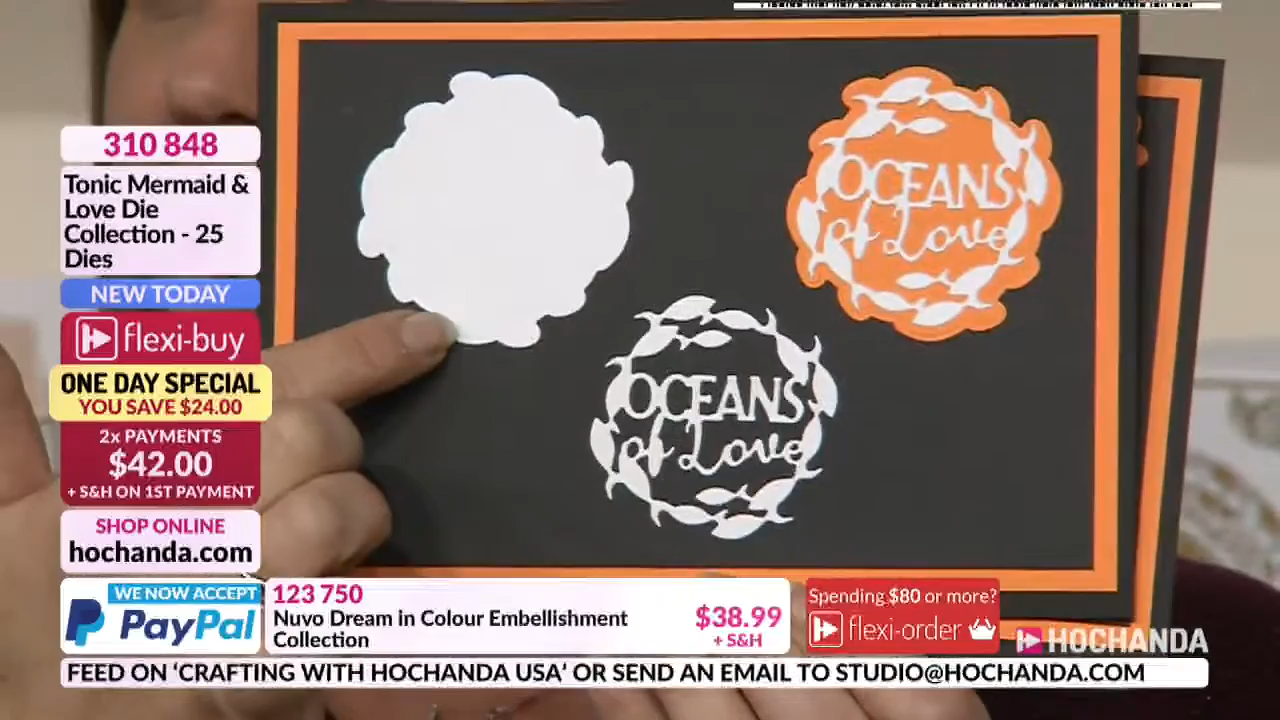 310 848
Tonic Mermaid &
Love Die
Collection - 25
Dies
NEW TODAY
flexi-buy
ONE DAY SPECIAL
YOU SAVE $24.00
2x PAYMENTS
$42.00
+ S&H ON 1ST PAYMENT
SHOP ONLINE
hochanda.com
OCEANS
of Love
OCEANS
of Love
WE NOW ACCEPT
PayPal
123 750
Nuvo Dream in Colour Embellishment
Collection
$38.99
+ S&H
Spending $80 or more?
flexi-order
HOCHANDA
FEED ON ‘CRAFTING WITH HOCHANDA USA’ OR SEND AN EMAIL TO STUDIO@HOCHANDA.COM